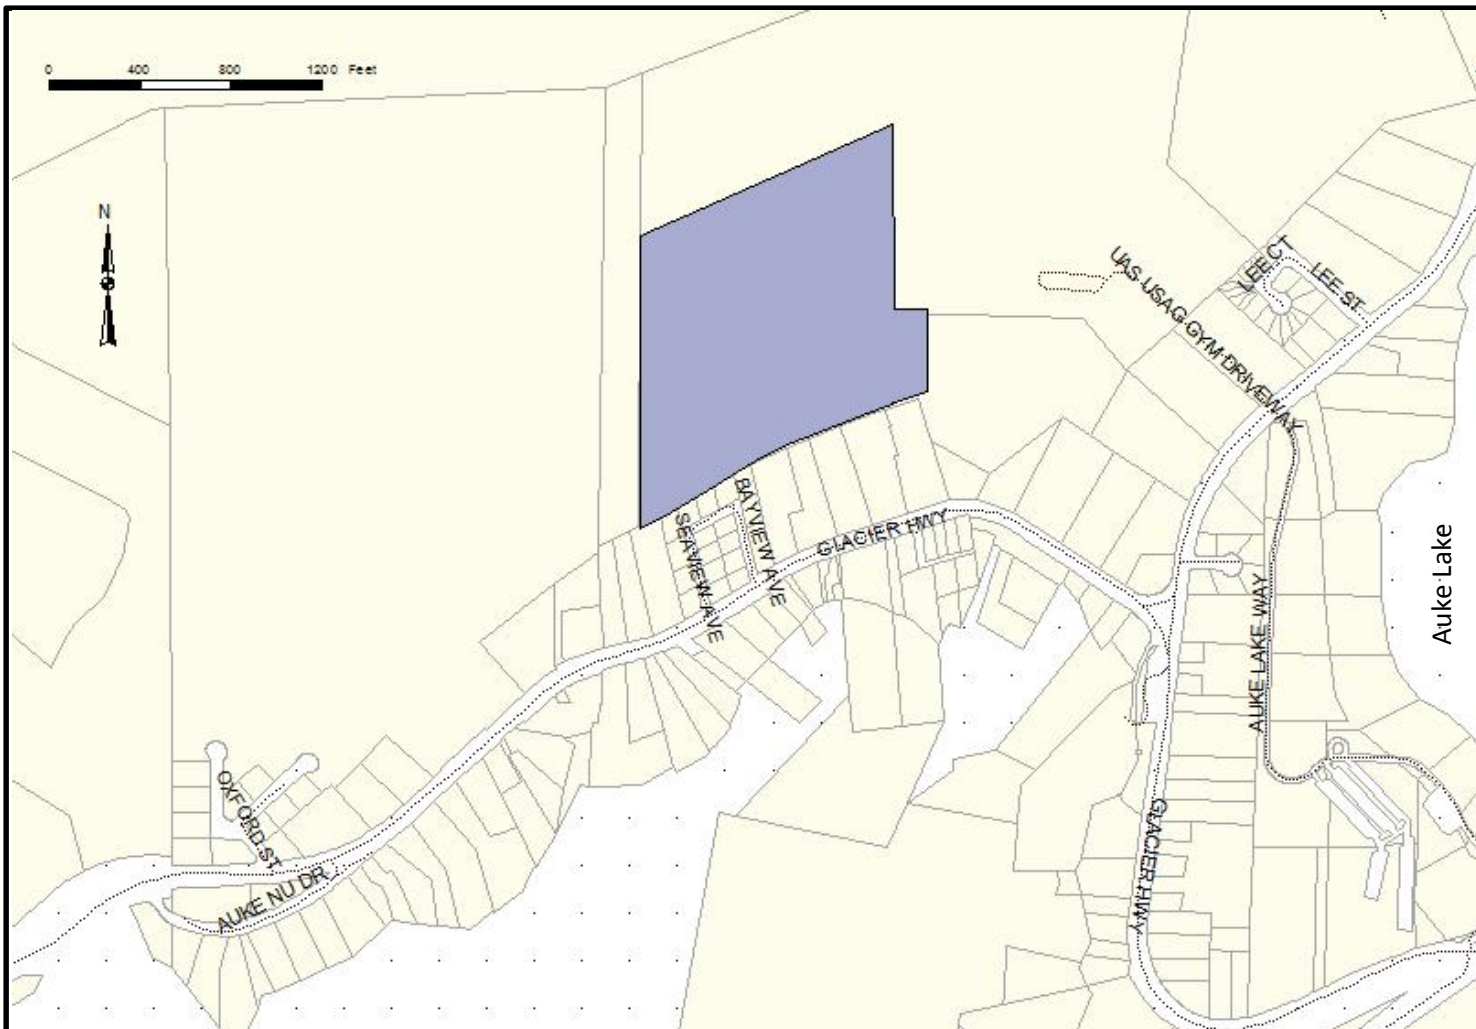 0 400 800 1200 Feet
N
UAS USAG GYM DRIVEWAY
LEE CT
LEE ST
SEAVIEW AVE
BAYVIEW AVE
GLACIER HWY
AUKE LAKE WAY
Auke Lake
OXFORD ST
AUKE NU DR
GLACIER HWY